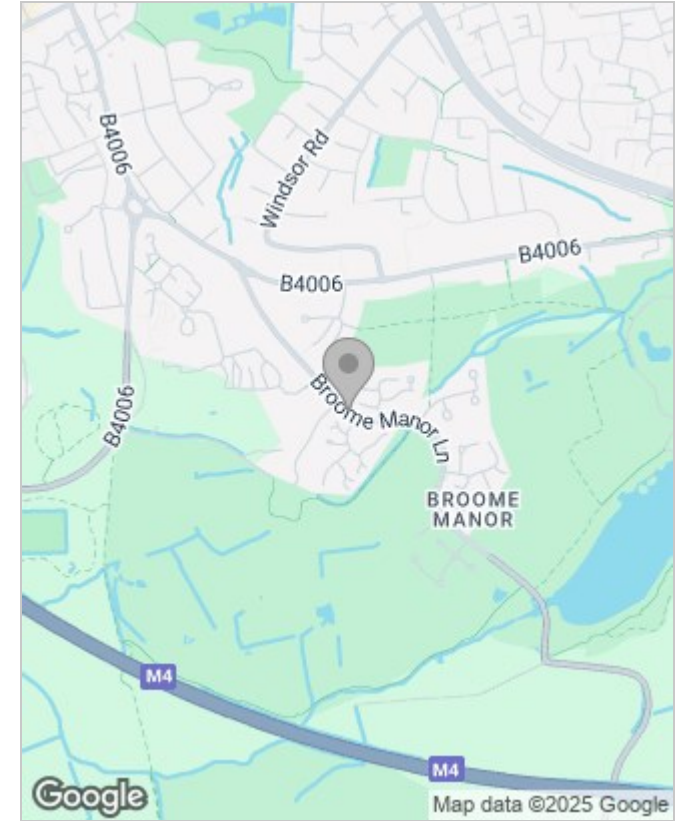 B4006
Windsor Rd
B4006
B4006
B4006
Broome Manor Ln
BROOME
MANOR
M4
M4
Google
Map data ©2025 Google